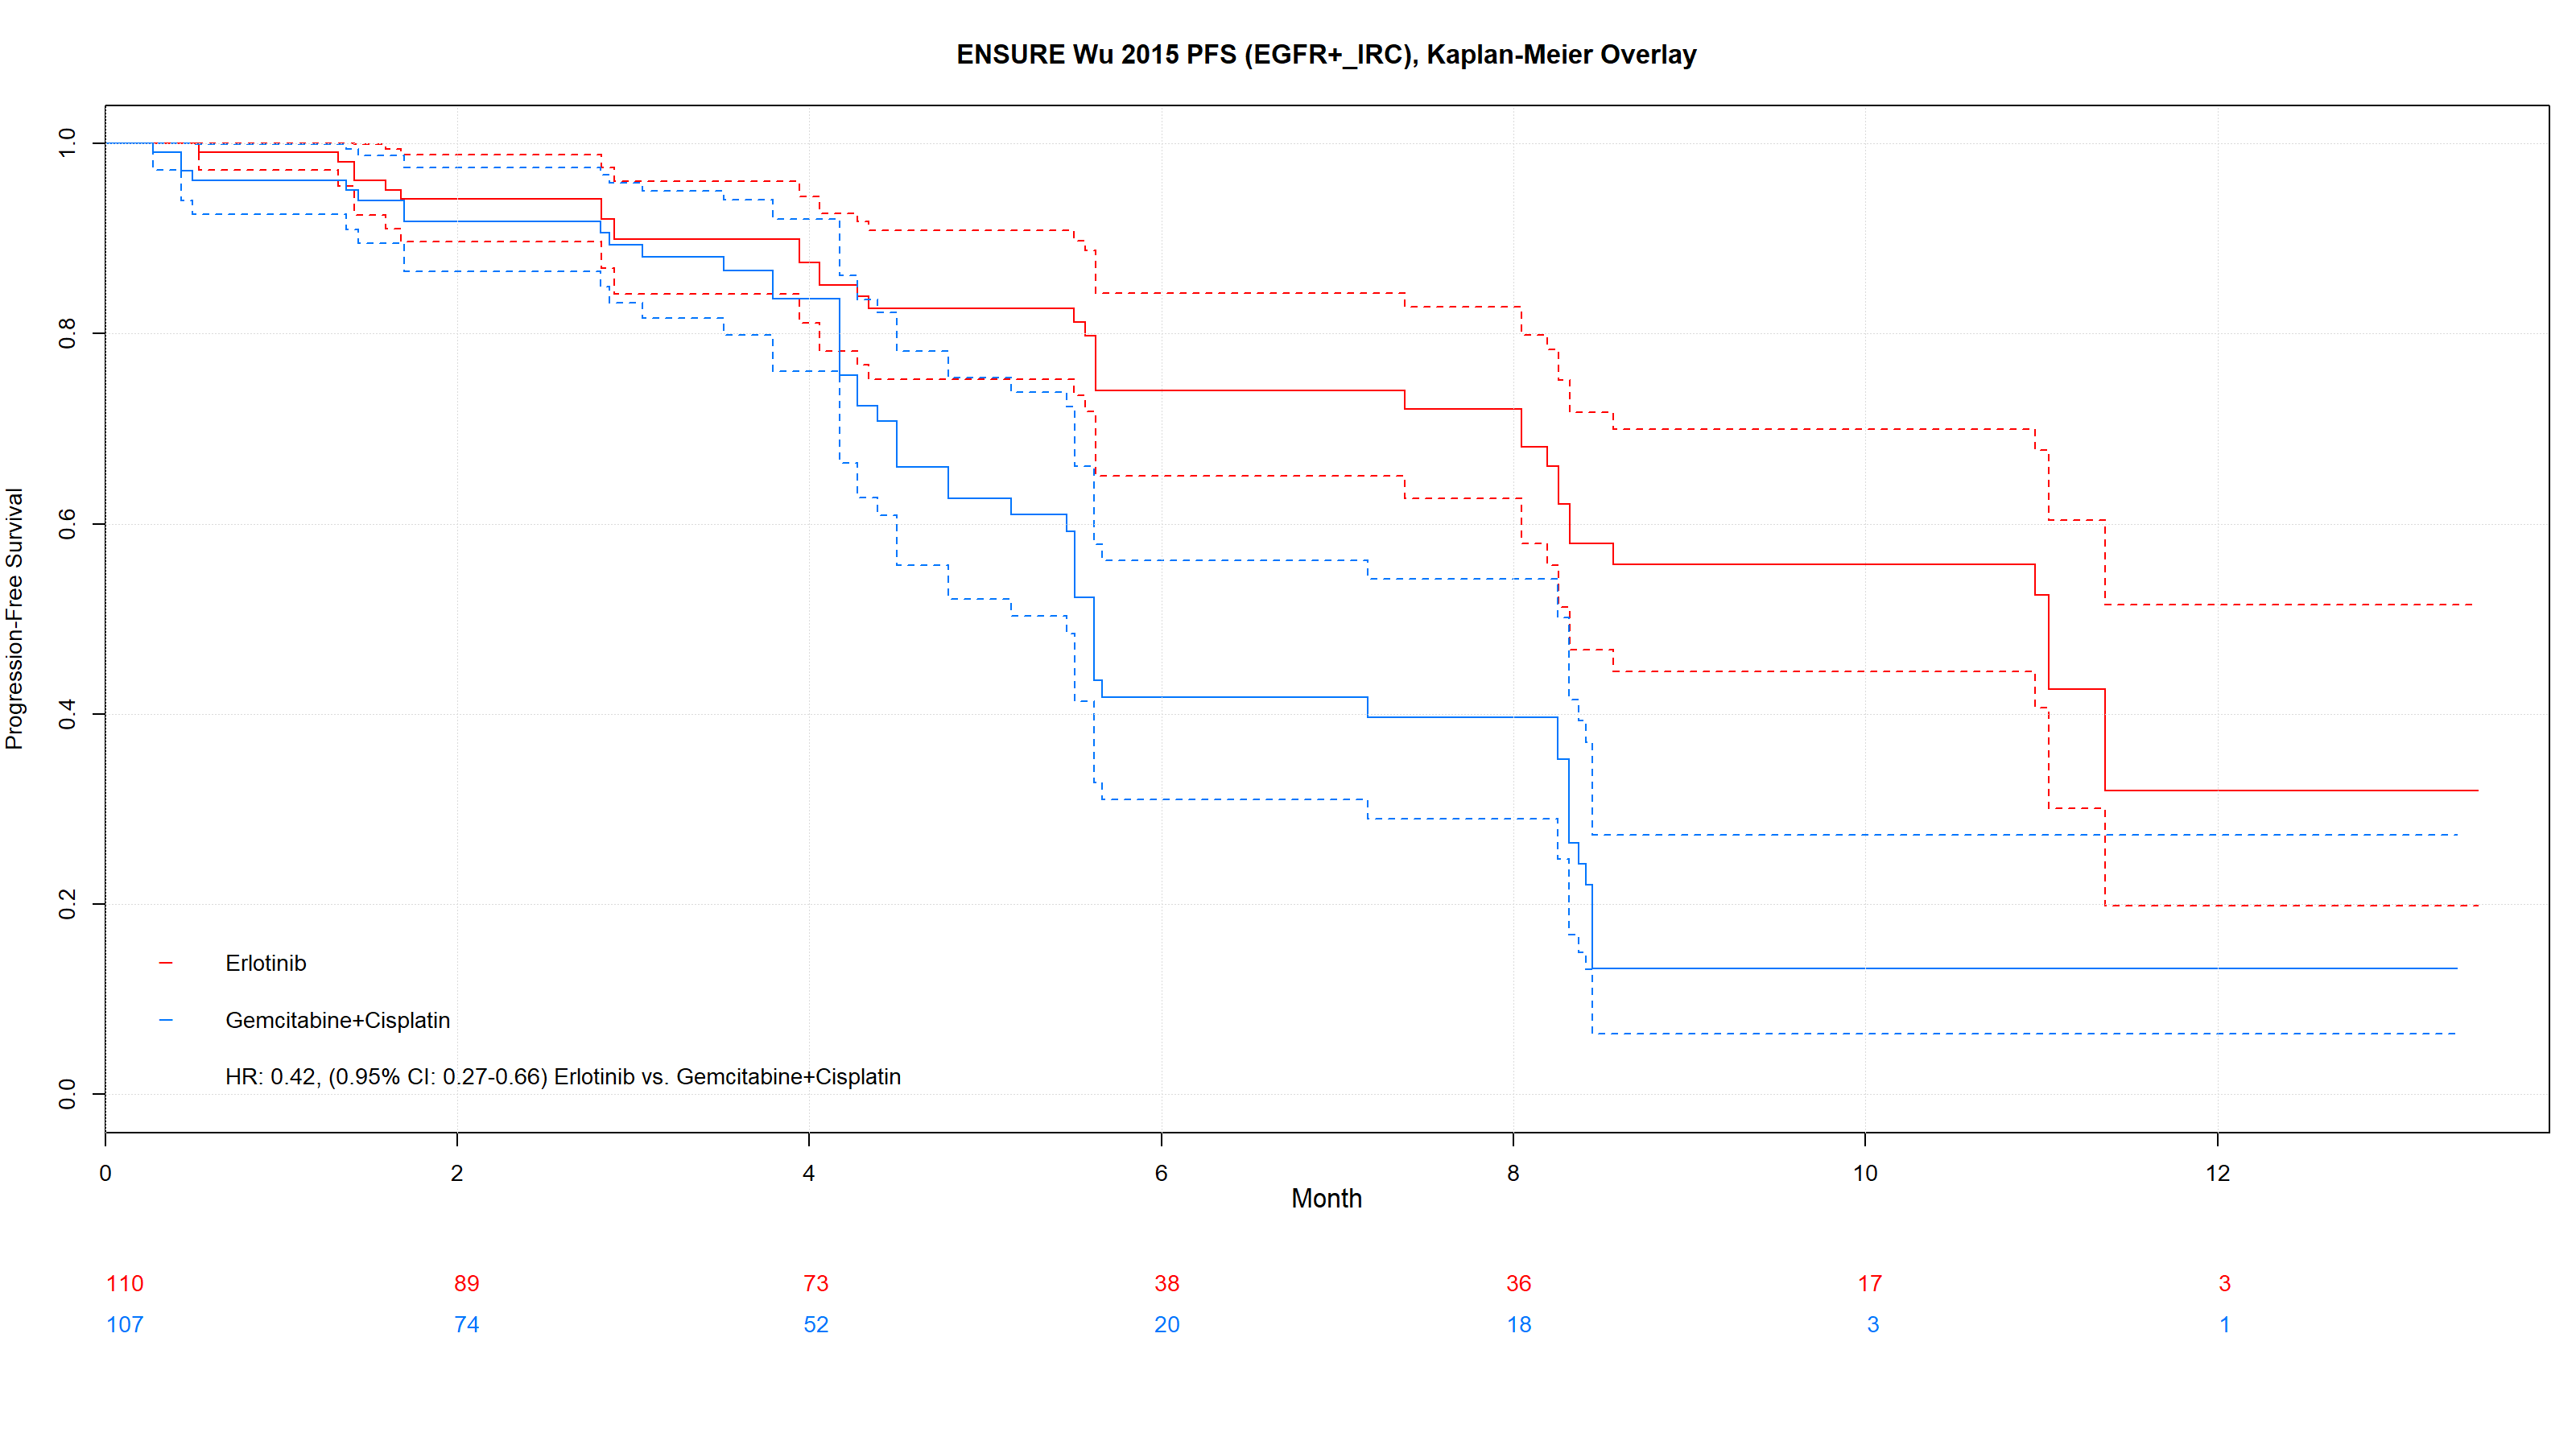 ENSURE Wu 2015 PFS (EGFR+_IRC), Kaplan-Meier Overlay
Progression-Free Survival
1.0
0.8
0.6
0.4
0.2
0.0
Erlotinib
Gemcitabine+Cisplatin
HR: 0.42, (0.95% CI: 0.27-0.66) Erlotinib vs. Gemcitabine+Cisplatin
0 2 4 6 8 10 12
Month
110 89 73 38 36 17 3
107 74 52 20 18 3 1